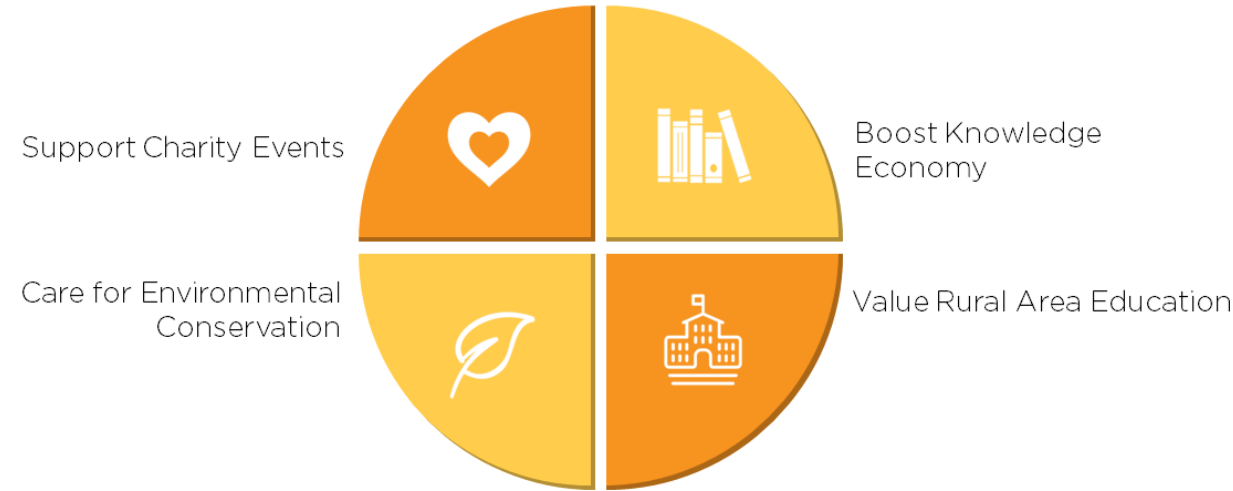 Support Charity Events
Boost Knowledge
Economy
Care for Environmental
Conservation
Value Rural Area Education